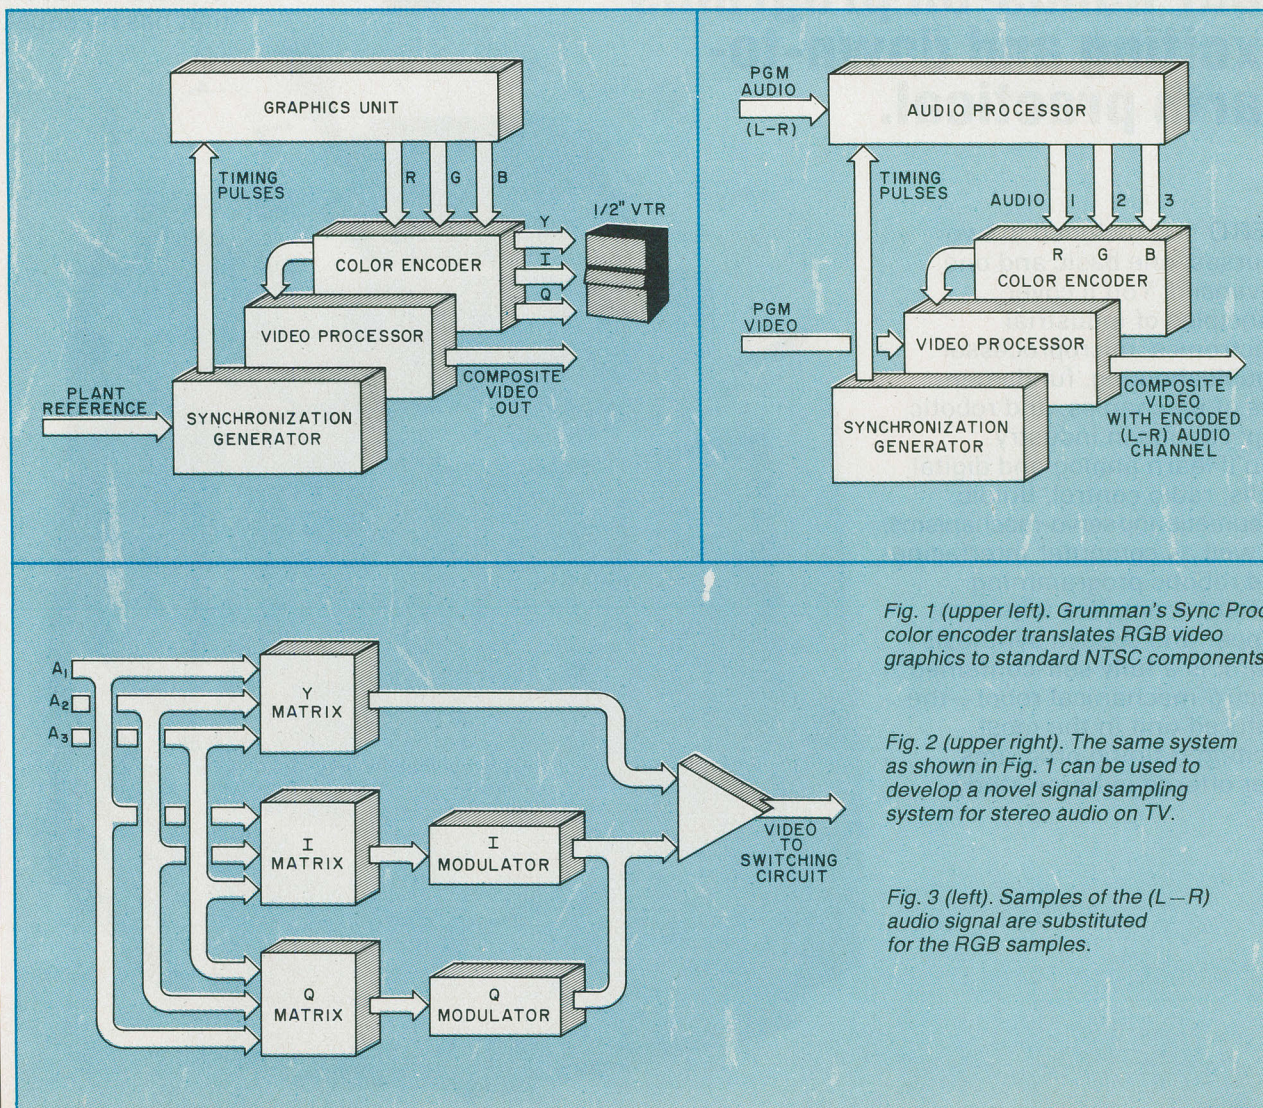 GRAPHICS UNIT
TIMING
PULSES
R
G
B
Y
I
Q
1/2" VTR
COLOR ENCODER
VIDEO PROCESSOR
COMPOSITE
VIDEO
OUT
PLANT
REFERENCE
SYNCHRONIZATION
GENERATOR
PGM
AUDIO
(L-R)
AUDIO PROCESSOR
TIMING
PULSES
AUDIO 1 2 3
R G B
COLOR ENCODER
PGM
VIDEO
VIDEO PROCESSOR
SYNCHRONIZATION
GENERATOR
COMPOSITE
VIDEO
WITH ENCODED
(L-R) AUDIO
CHANNEL
A1
A2
A3
Y
MATRIX
I
MATRIX
I
MODULATOR
Q
MATRIX
Q
MODULATOR
VIDEO
TO
SWITCHING
CIRCUIT
Fig. 1 (upper left). Grumman's Sync Proc
color encoder translates RGB video
graphics to standard NTSC components
Fig. 2 (upper right). The same system
as shown in Fig. 1 can be used to
develop a novel signal sampling
system for stereo audio on TV.
Fig. 3 (left). Samples of the (L—R)
audio signal are substituted
for the RGB samples.